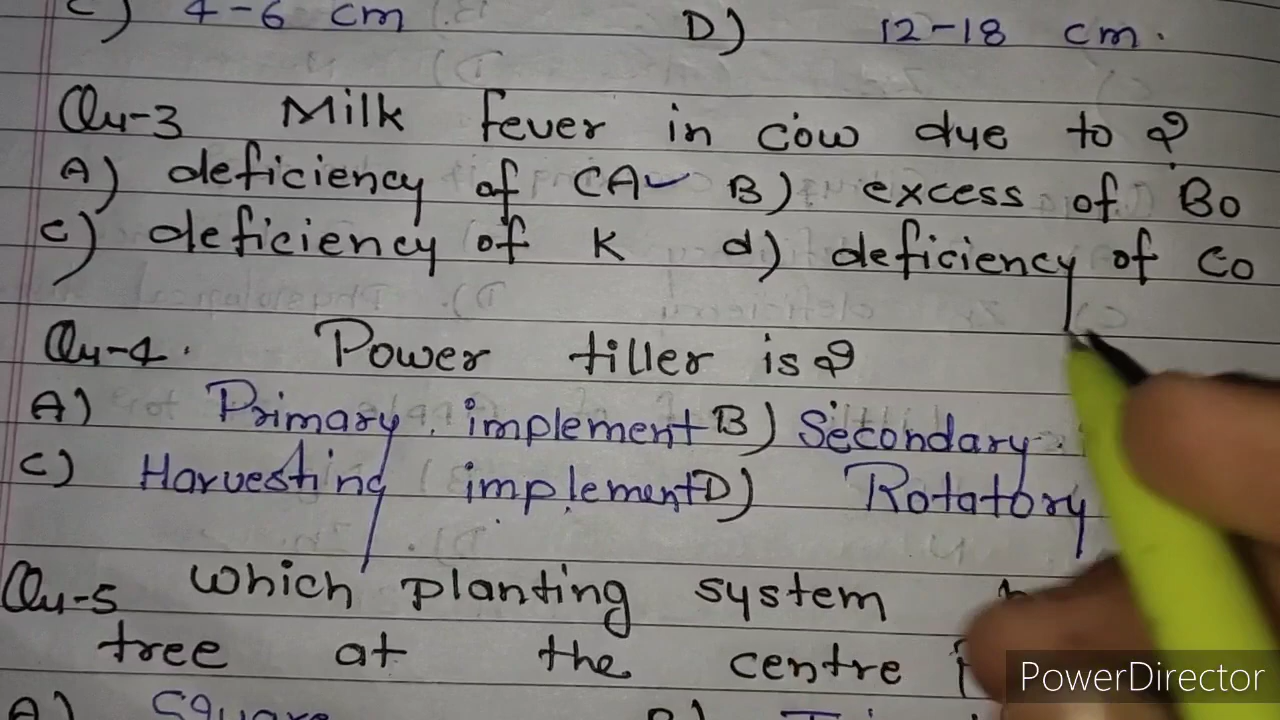 C) 4-6 cm D) 12-18 cm.
Qu-3 Milk fever in cow due to ?
A) deficiency of CA✓ B) excess of Bo
C) deficiency of K d) deficiency of Co
Qu-4. Power tiller is ?
A) Primary implement B) Secondary
C) Harvesting implement D) Rotatory
Qu-5 which planting system
tree at the centre
A) Square B)
PowerDirector